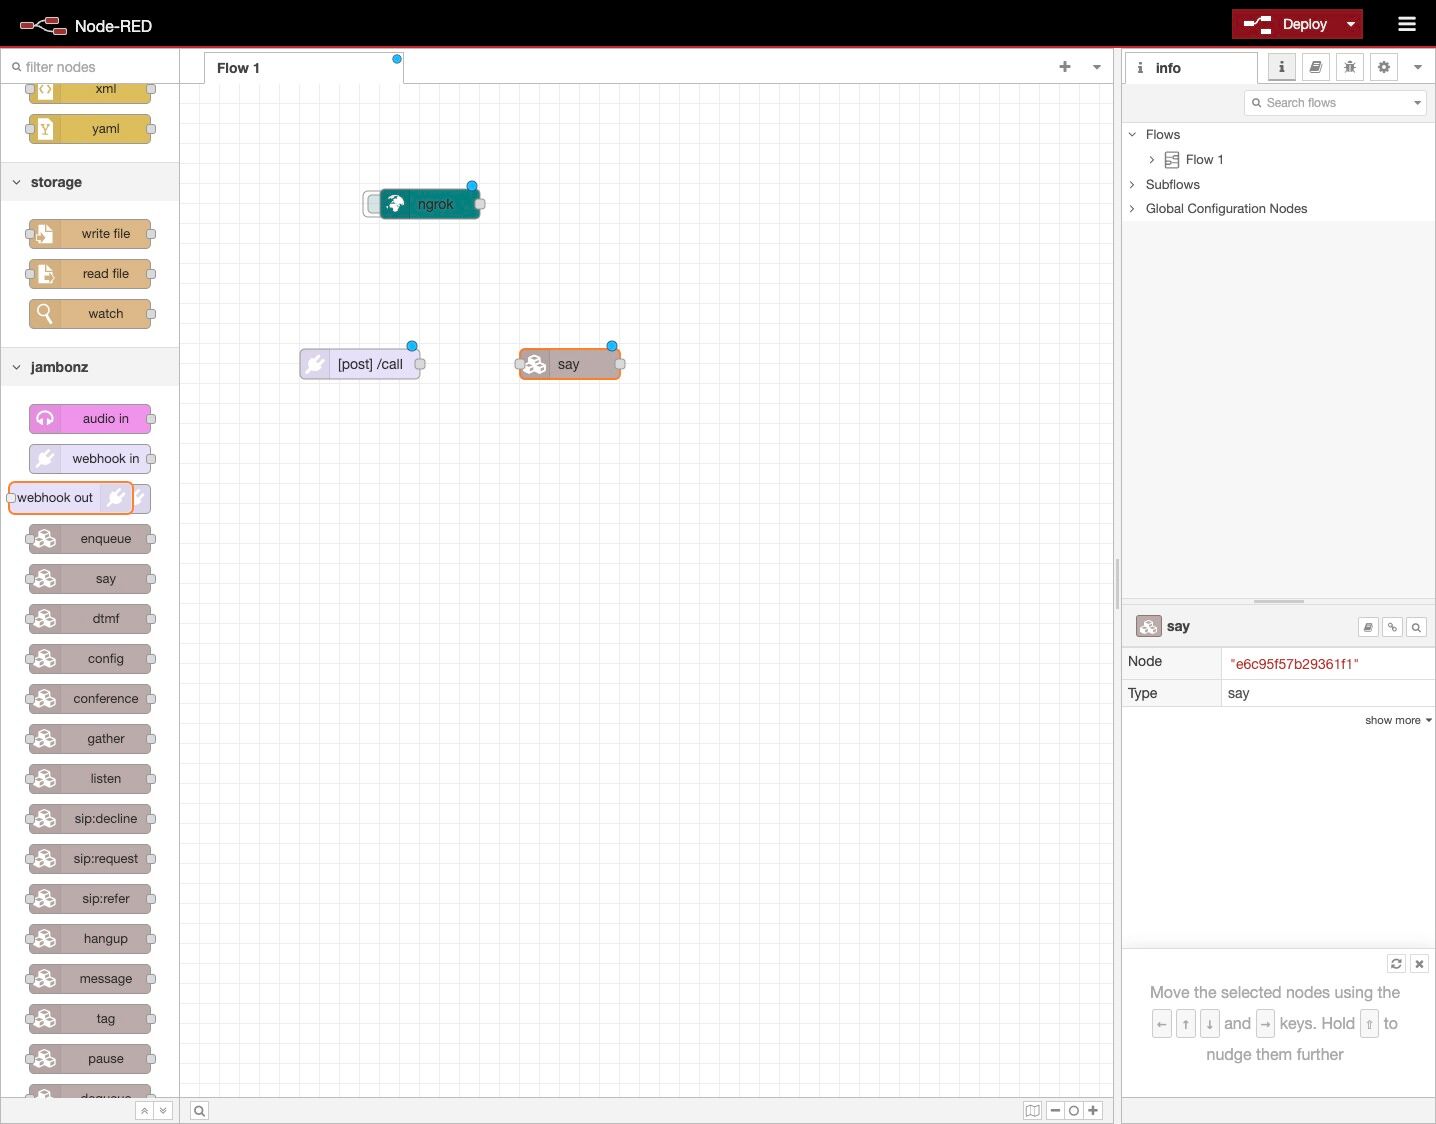 Node-RED
Deploy
filter nodes
xml
yaml
storage
write file
read file
watch
jambonz
audio in
webhook in
webhook out
enqueue
say
dtmf
config
conference
gather
listen
sip:decline
sip:request
sip:refer
hangup
message
tag
pause
dequeue
Flow 1
ngrok
[post] /call
say
i info
i
Search flows
Flows
Flow 1
Subflows
Global Configuration Nodes
say
Node "e6c95f57b29361f1"
Type say
show more
Move the selected nodes using the
← ↑ ↓ and → keys. Hold ⇧ to
nudge them further